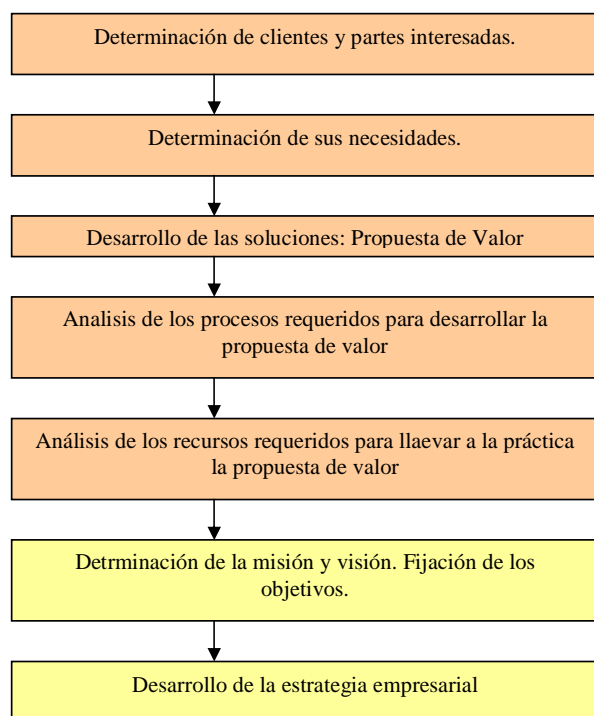 Determinación de clientes y partes interesadas.
Determinación de sus necesidades.
Desarrollo de las soluciones: Propuesta de Valor
Analisis de los procesos requeridos para desarrollar la
propuesta de valor
Análisis de los recursos requeridos para llaevar a la práctica
la propuesta de valor
Detrminación de la misión y visión. Fijación de los
objetivos.
Desarrollo de la estrategia empresarial